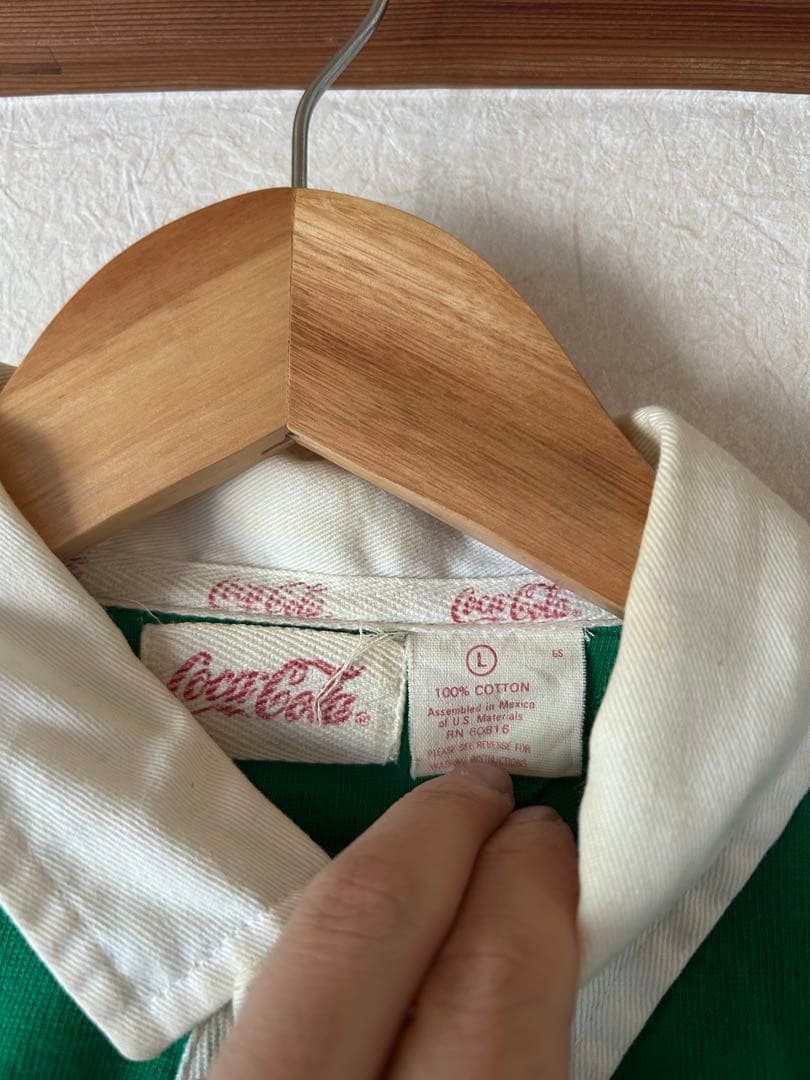 Coca-Cola Coca-Cola
Coca-Cola®
L
GS
100% COTTON
Assembled in Mexico
of U.S. Materials
RN 60816
PLEASE SEE REVERSE FOR
WASHING INSTRUCTIONS